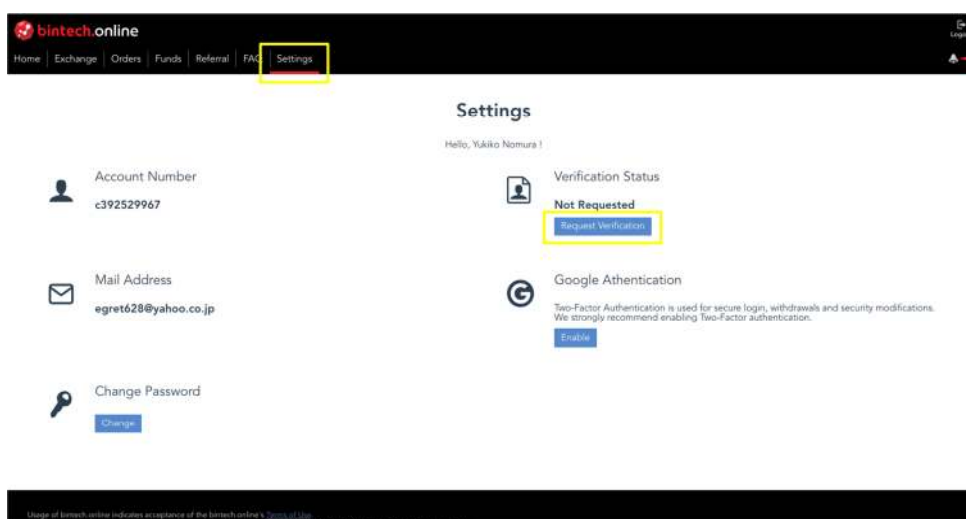 bintech.online
Logo
Home Exchange Orders Funds Referral FAQ Settings
Settings
Hello, Yukiko Nomura !
Account Number
c392529967
Verification Status
Not Requested
Request Verification
Mail Address
egret628@yahoo.co.jp
Google Athentication
Two-Factor Authentication is used for secure login, withdrawals and security modifications.
We strongly recommend enabling Two-Factor authentication.
Enable
Change Password
Change
Usage of bintech.online indicates acceptance of the bintech.online's Terms of Use.